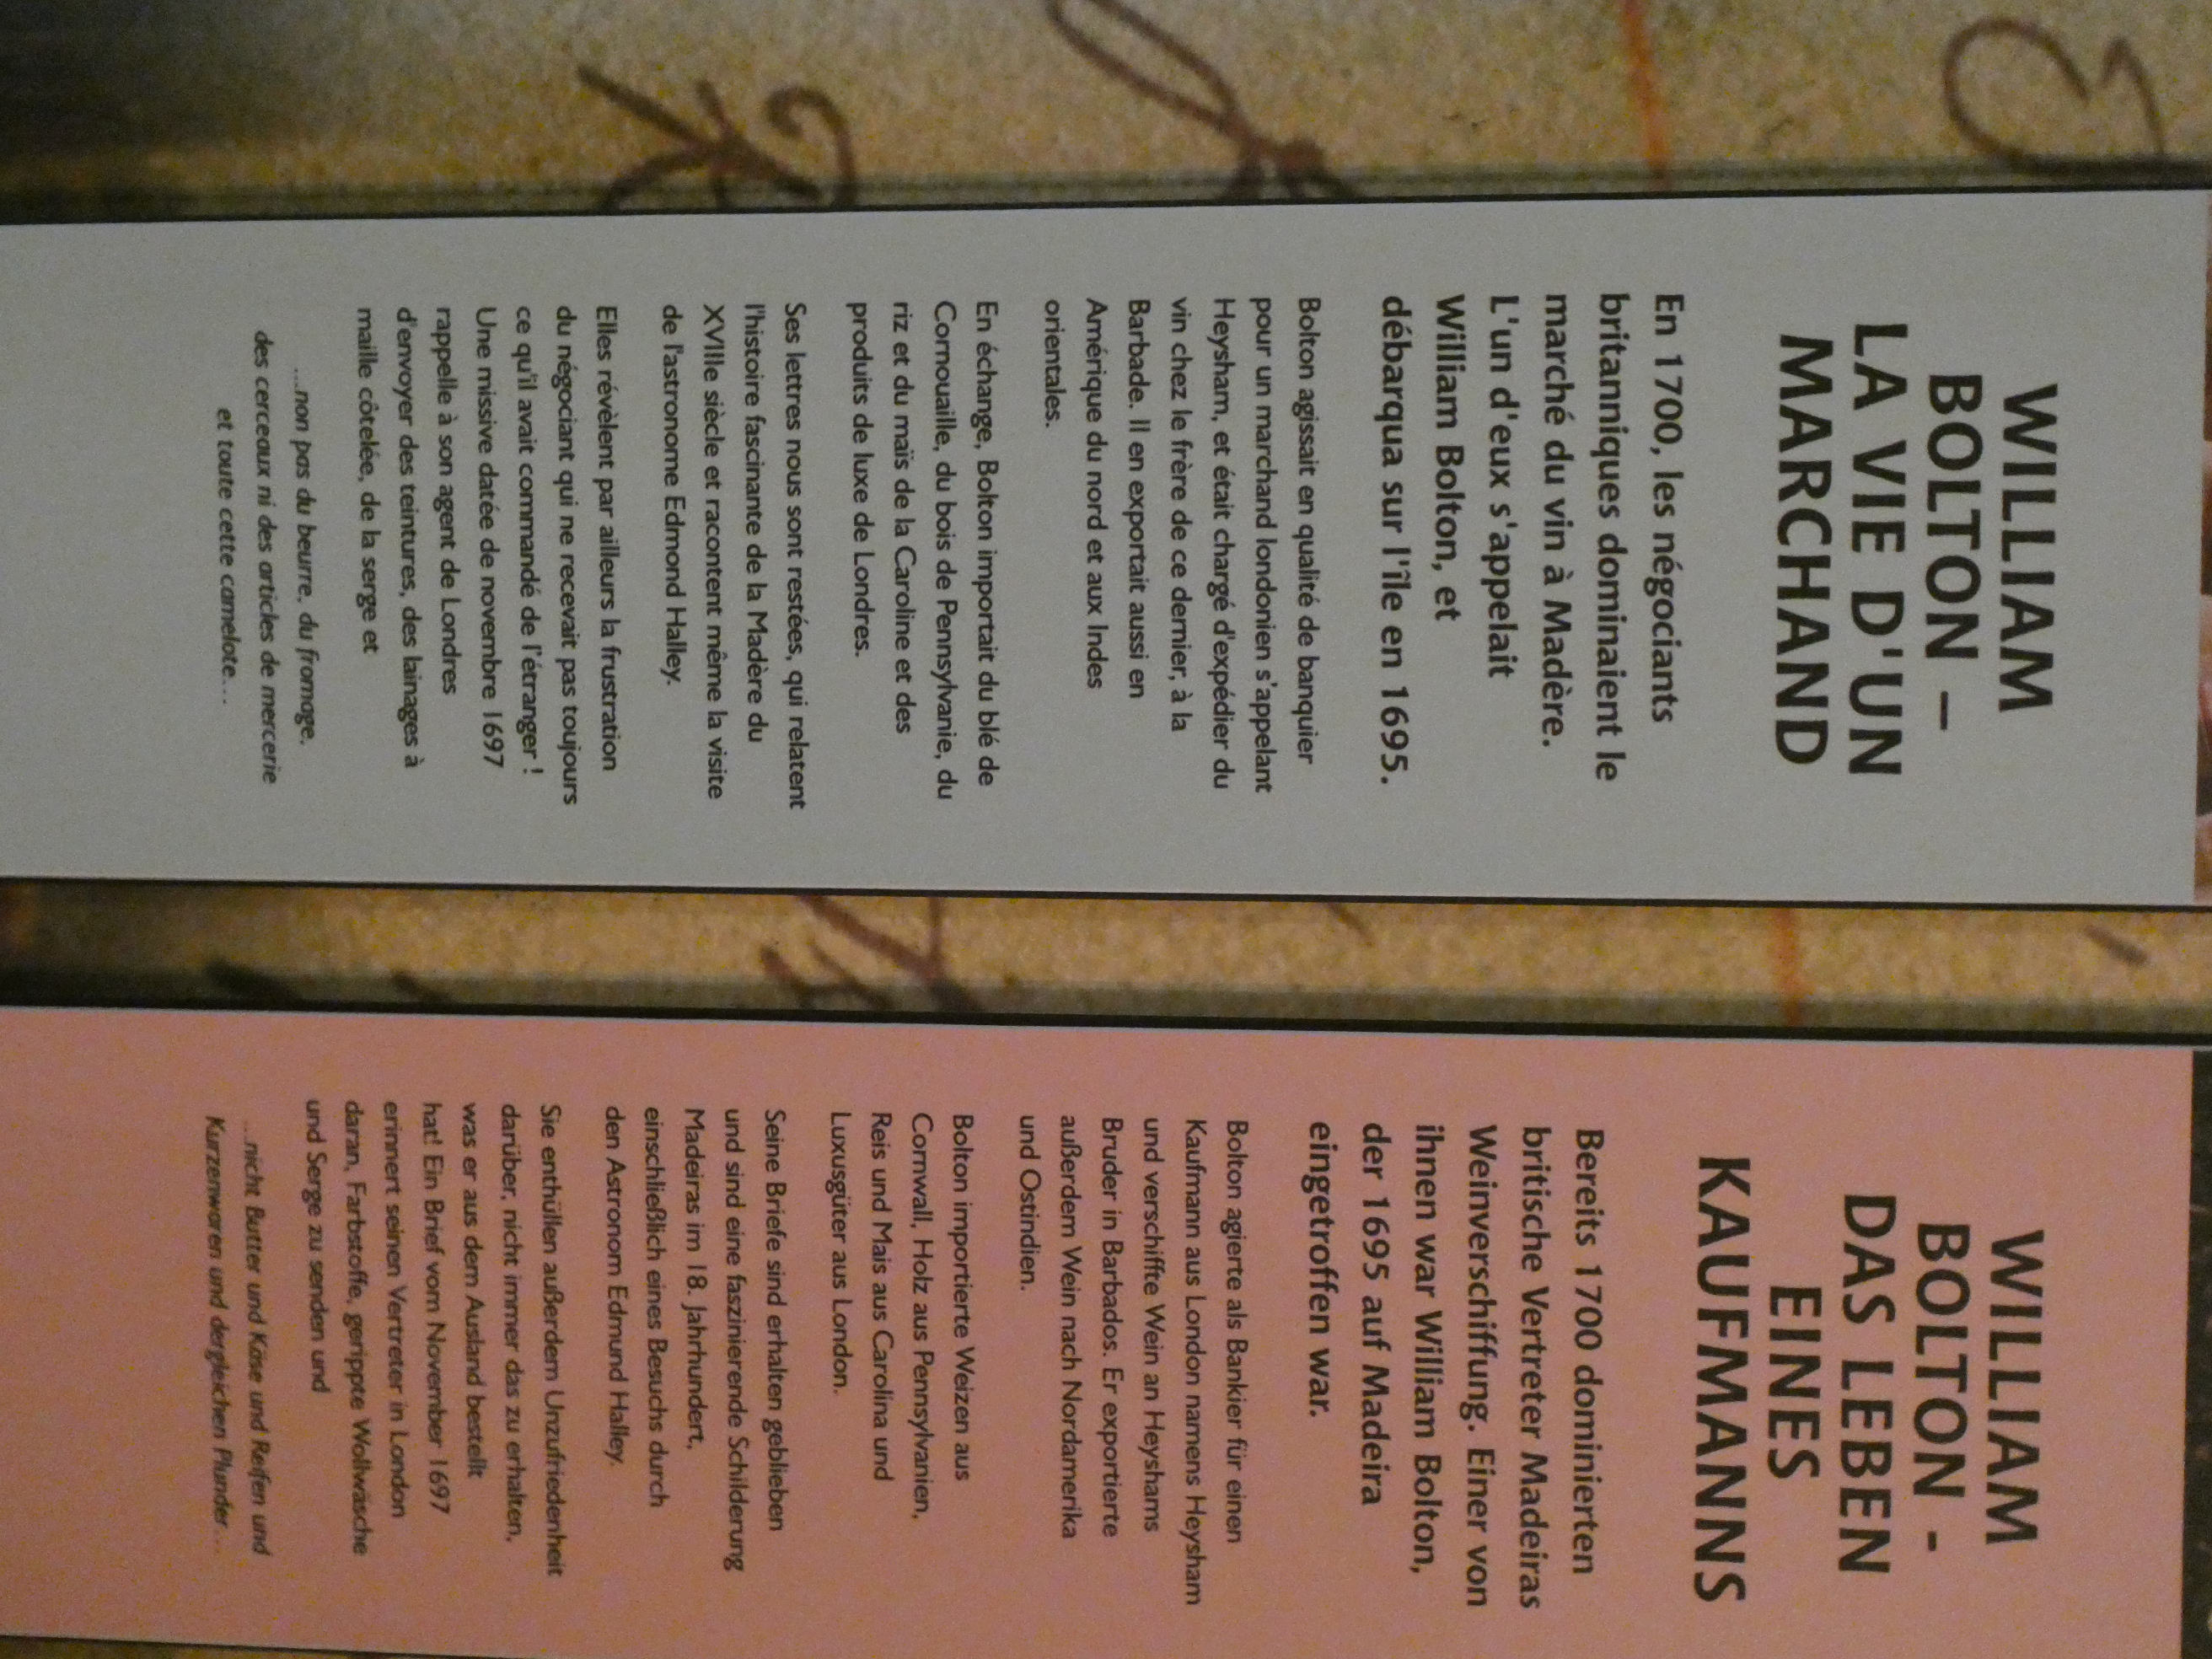 WILLIAM
BOLTON –
LA VIE D'UN
MARCHAND
En 1700, les négociants
britanniques dominaient le
marché du vin à Madère.
L'un d'eux s'appelait
William Bolton, et
débarqua sur l'île en 1695.
Bolton agissait en qualité de banquier
pour un marchand londonien s'appelant
Heysham, et était chargé d'expédier du
vin chez le frère de ce dernier, à la
Barbade. Il en exportait aussi en
Amérique du nord et aux Indes
orientales.
En échange, Bolton importait du blé de
Cornouaille, du bois de Pennsylvanie, du
riz et du maïs de la Caroline et des
produits de luxe de Londres.
Ses lettres nous sont restées, qui relatent
l'histoire fascinante de la Madère du
XVIIIe siècle et racontent même la visite
de l'astronome Edmond Halley.
Elles révèlent par ailleurs la frustration
du négociant qui ne recevait pas toujours
ce qu'il avait commandé de l'étranger !
Une missive datée de novembre 1697
rappelle à son agent de Londres
d'envoyer des teintures, des lainages à
maille côtelée, de la serge et
...non pas du beurre, du fromage,
des cerceaux ni des articles de mercerie
et toute cette camelote...
WILLIAM
BOLTON -
DAS LEBEN
EINES
KAUFMANNS
Bereits 1700 dominierten
britische Vertreter Madeiras
Weinverschiffung. Einer von
ihnen war William Bolton,
der 1695 auf Madeira
eingetroffen war.
Bolton agierte als Bankier für einen
Kaufmann aus London namens Heysham
und verschiffte Wein an Heyshams
Bruder in Barbados. Er exportierte
außerdem Wein nach Nordamerika
und Ostindien.
Bolton importierte Weizen aus
Cornwall, Holz aus Pennsylvanien,
Reis und Mais aus Carolina und
Luxusgüter aus London.
Seine Briefe sind erhalten geblieben
und sind eine faszinierende Schilderung
Madeiras im 18. Jahrhundert,
einschließlich eines Besuchs durch
den Astronom Edmund Halley.
Sie enthüllen außerdem Unzufriedenheit
darüber, nicht immer das zu erhalten,
was er aus dem Ausland bestellt
hat! Ein Brief vom November 1697
erinnert seinen Vertreter in London
daran, Farbstoffe, gerippte Wollwäsche
und Serge zu senden und
...nicht Butter und Käse und Reifen und
Kurzenwaren und dergleichen Plunder...